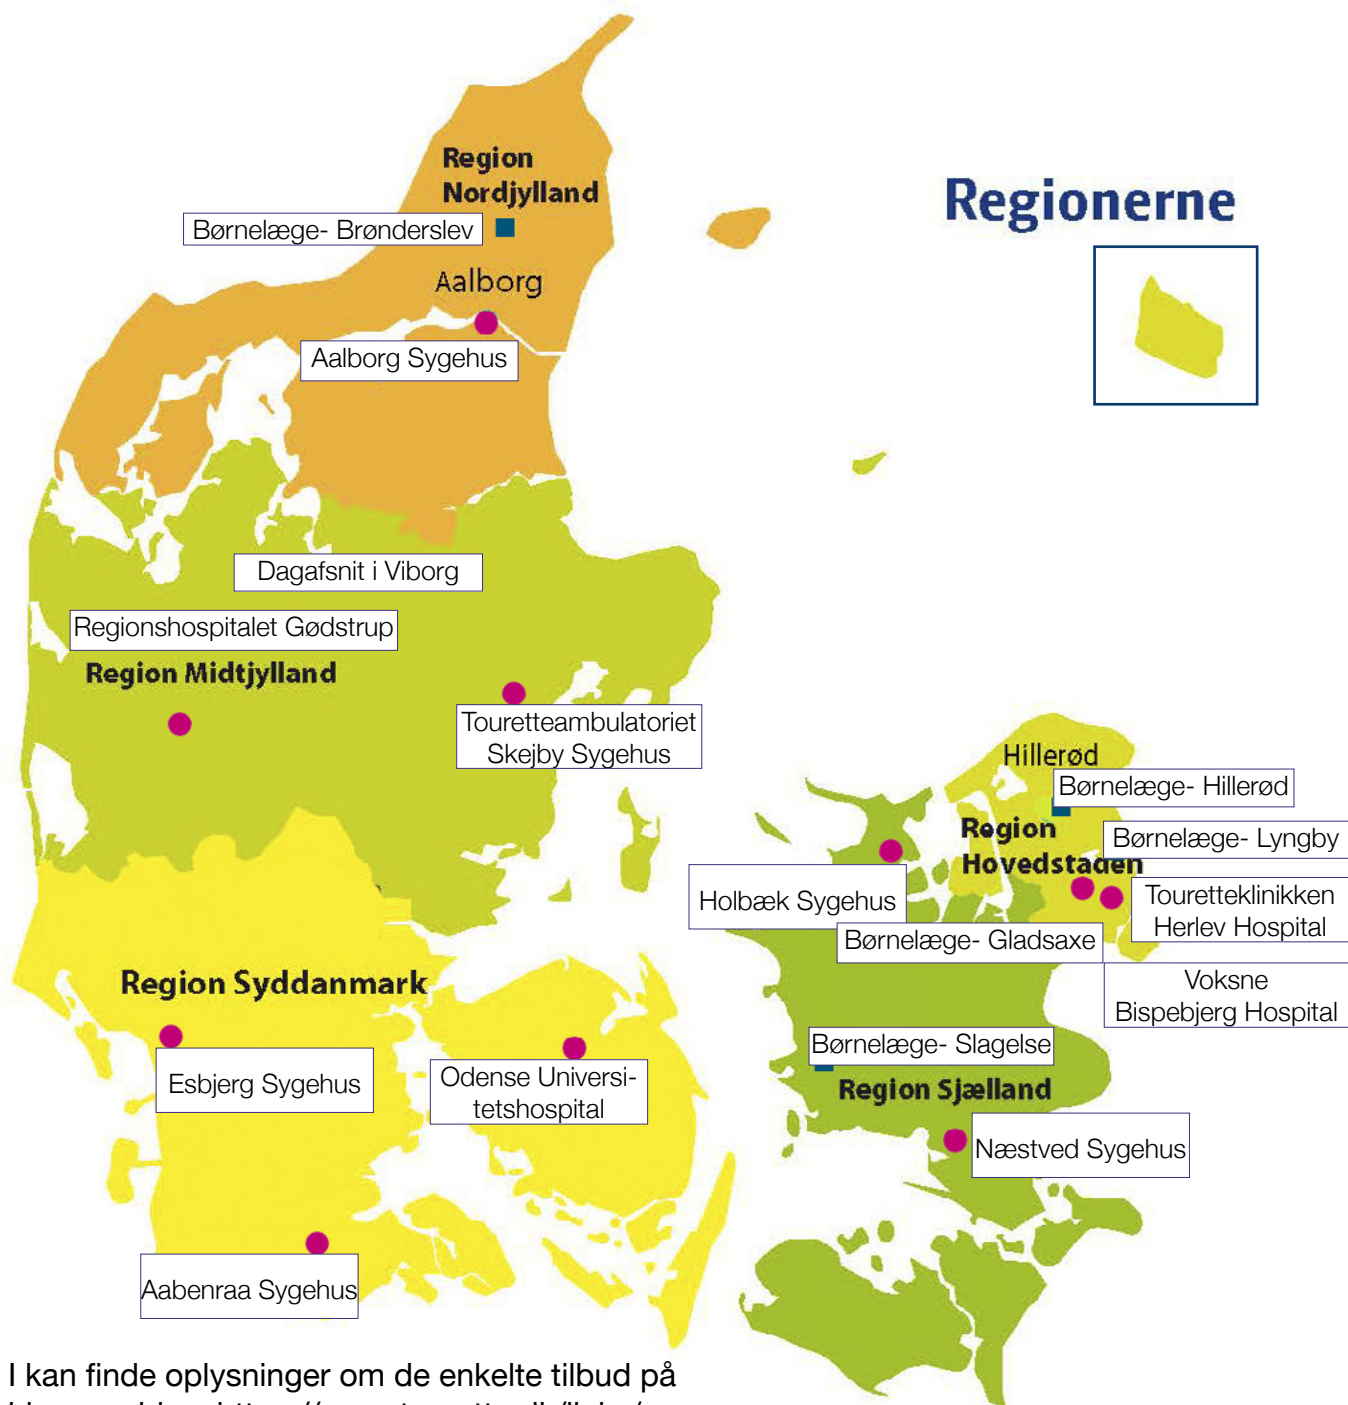 Region
Nordjylland
Regionerne
Børnelæge- Brønderslev
Aalborg
Aalborg Sygehus
Dagafsnit i Viborg
Regionshospitalet Gødstrup
Region Midtjylland
Touretteambulatoriet
Skejby Sygehus
Hillerød
Børnelæge- Hillerød
Region
Hovedstaden
Børnelæge- Lyngby
Holbæk Sygehus
Touretteklinikken
Herlev Hospital
Børnelæge- Gladsaxe
Voksne
Bispebjerg Hospital
Region Syddanmark
Esbjerg Sygehus
Odense Universi-
tetshospital
Børnelæge- Slagelse
Region Sjælland
Næstved Sygehus
Aabenraa Sygehus
I kan finde oplysninger om de enkelte tilbud på